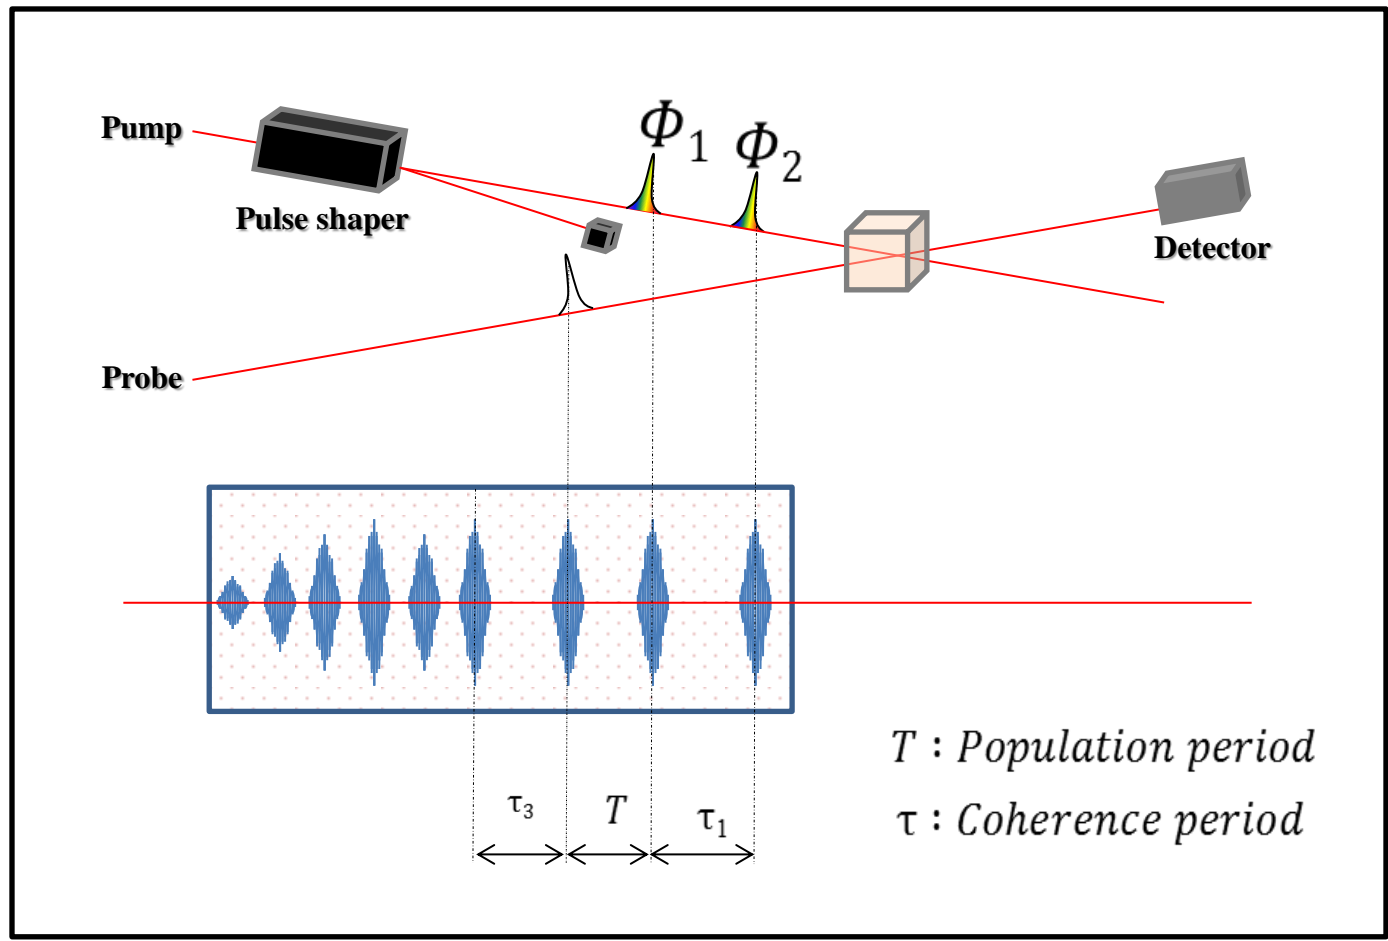 Pump
Φ₁
Φ₂
Pulse shaper
Detector
Probe
T : Population period
τ₃
T
τ₁
τ : Coherence period